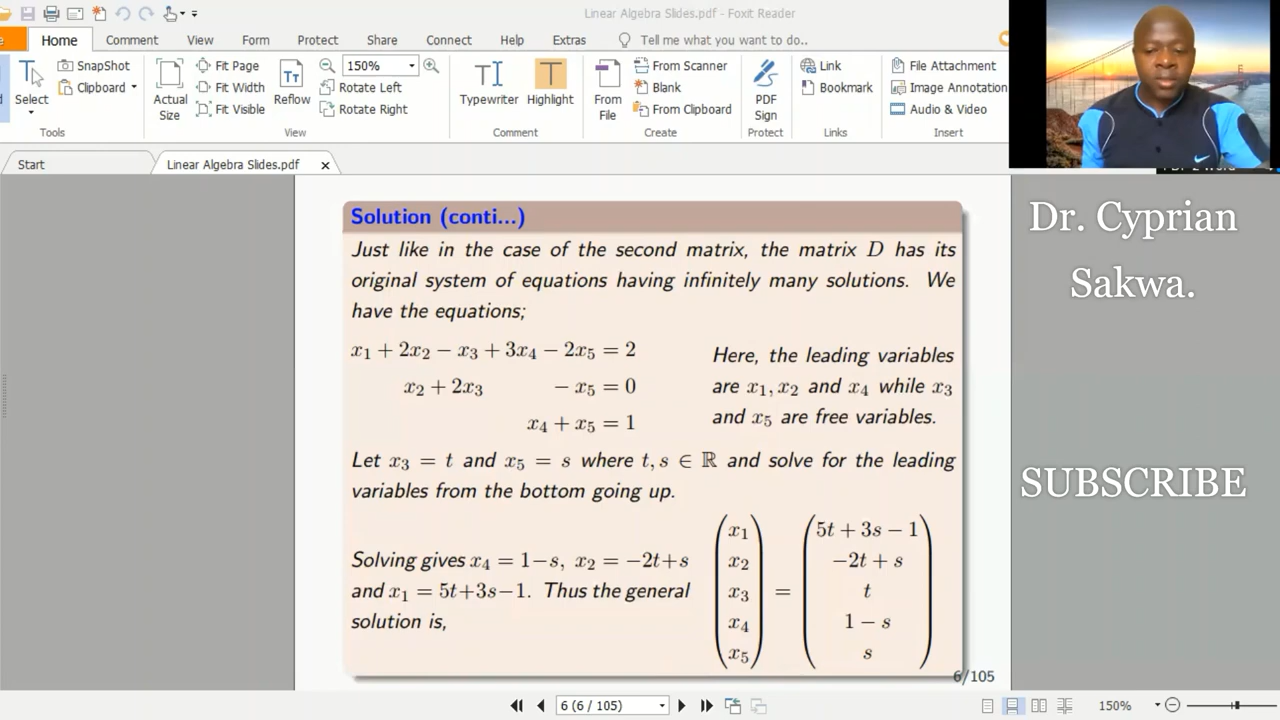 Linear Algebra Slides.pdf - Foxit Reader
Home Comment View Form Protect Share Connect Help Extras Tell me what you want to do..
SnapShot Fit Page 150% From Scanner Link File Attachment
Select Clipboard Actual Size Fit Width Reflow Rotate Left Typewriter Highlight From File Blank PDF Sign Bookmark Image Annotation
Fit Visible Rotate Right From Clipboard Audio & Video
Tools View Comment Create Protect Links Insert
Start Linear Algebra Slides.pdf
Solution (conti...)
Just like in the case of the second matrix, the matrix D has its
original system of equations having infinitely many solutions. We
have the equations;
x₁ + 2x₂ − x₃ + 3x₄ − 2x₅ = 2
x₂ + 2x₃ − x₅ = 0
x₄ + x₅ = 1
Here, the leading variables
are x₁, x₂ and x₄ while x₃
and x₅ are free variables.
Let x₃ = t and x₅ = s where t, s ∈ ℝ and solve for the leading
variables from the bottom going up.
Solving gives x₄ = 1−s, x₂ = −2t+s
and x₁ = 5t+3s−1. Thus the general
solution is,
x₁ 5t + 3s − 1
x₂ −2t + s
x₃ = t
x₄ 1 − s
x₅ s
6/105
Dr. Cyprian
Sakwa.
SUBSCRIBE
6 (6 / 105) 150%